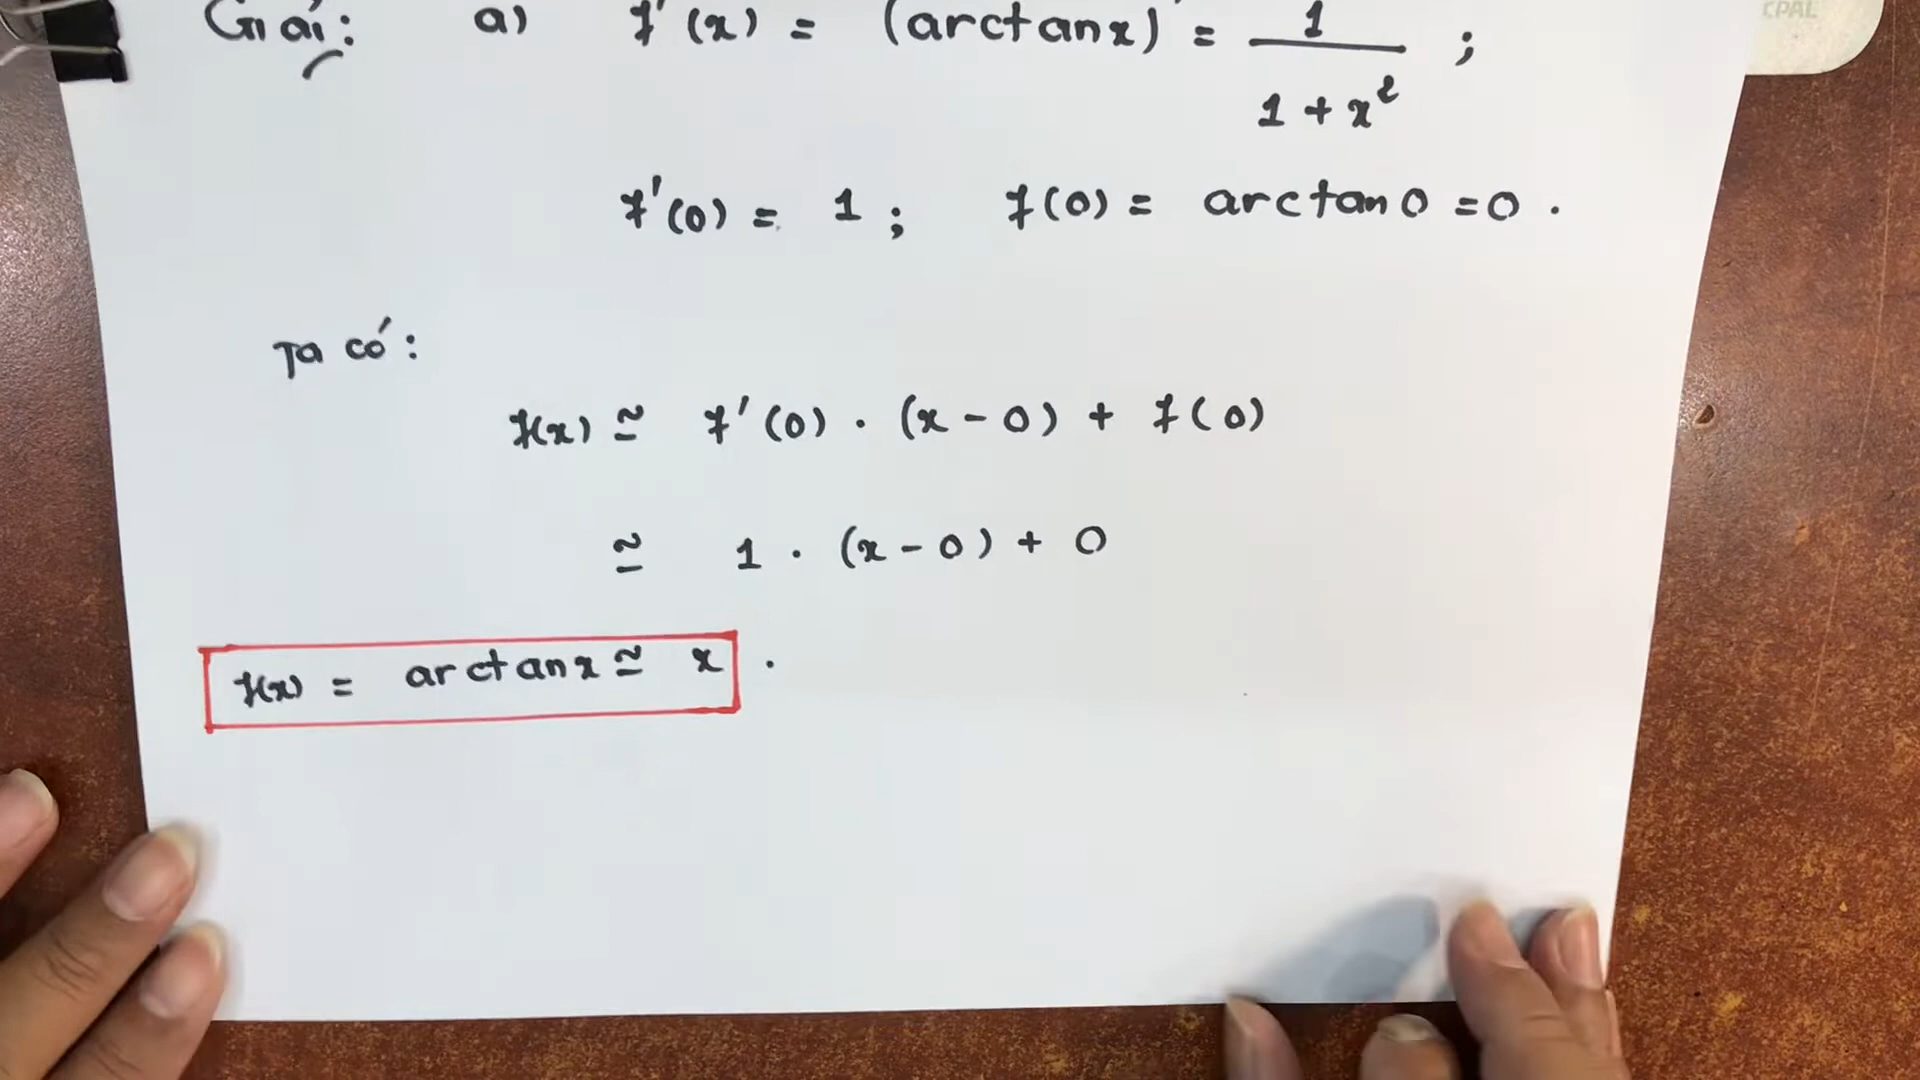 Giải: a) f'(x) = (arctanx)' = 1 / (1 + x²) ;
f'(0) = 1 ; f(0) = arctan0 = 0 .
Ta có:
f(x) ≅ f'(0) . (x - 0) + f(0)
≅ 1 . (x - 0) + 0
f(x) = arctanx ≅ x .
CPAL